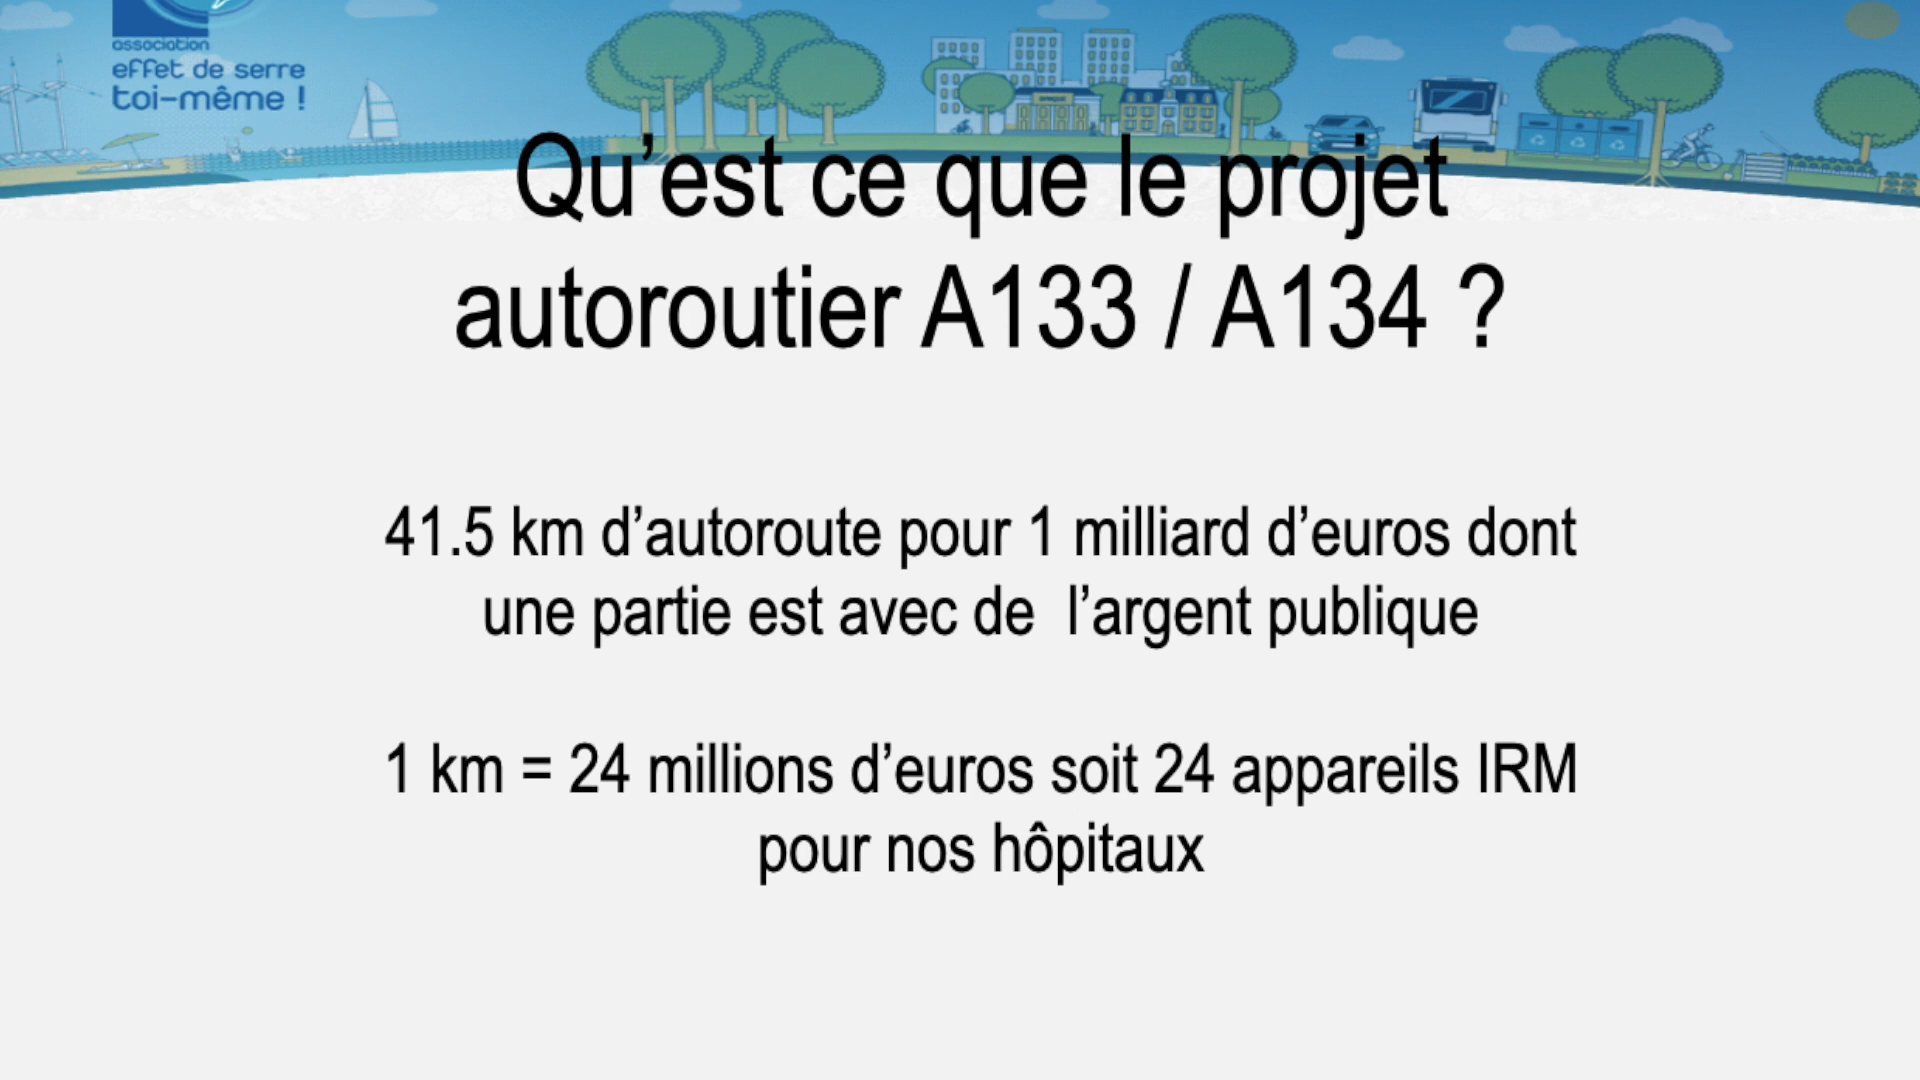 association
effet de serre
toi-même !
Qu’est ce que le projet
autoroutier A133 / A134 ?
41.5 km d’autoroute pour 1 milliard d’euros dont
une partie est avec de  l’argent publique
1 km = 24 millions d’euros soit 24 appareils IRM
pour nos hôpitaux